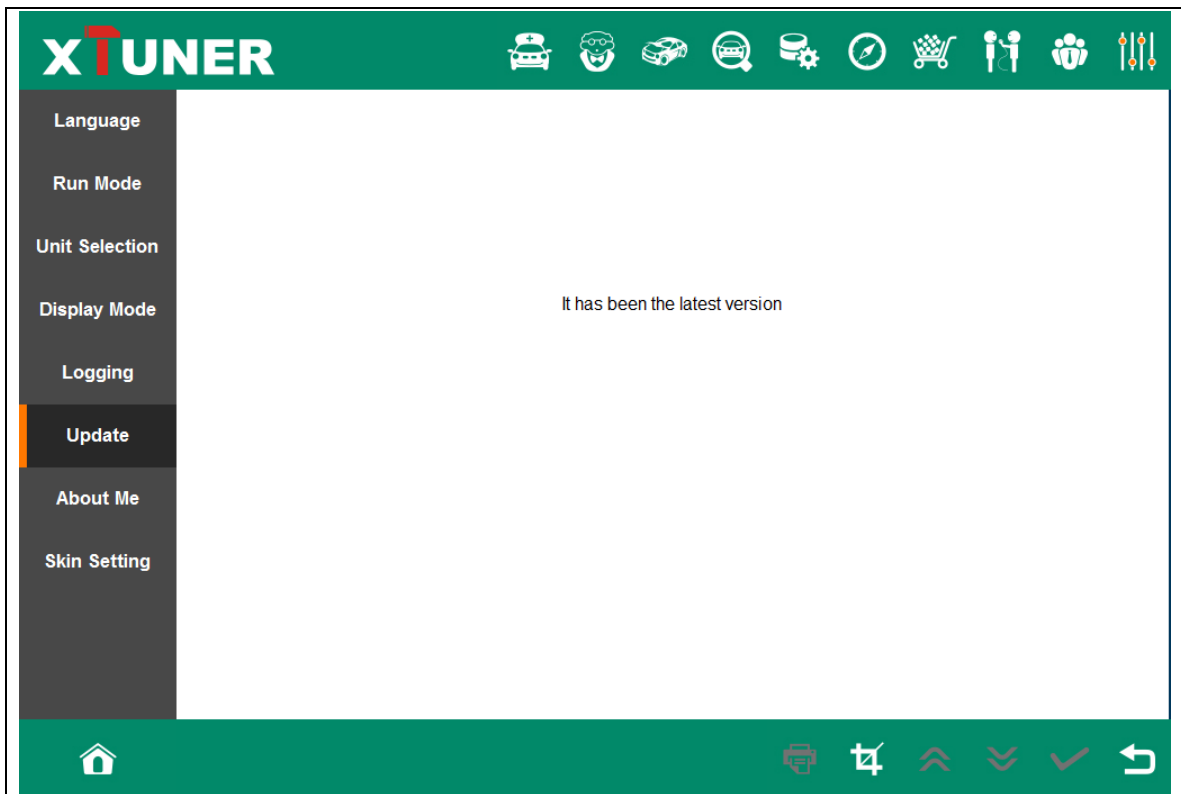 XTUNER
Language
Run Mode
Unit Selection
Display Mode
Logging
Update
About Me
Skin Setting
It has been the latest version